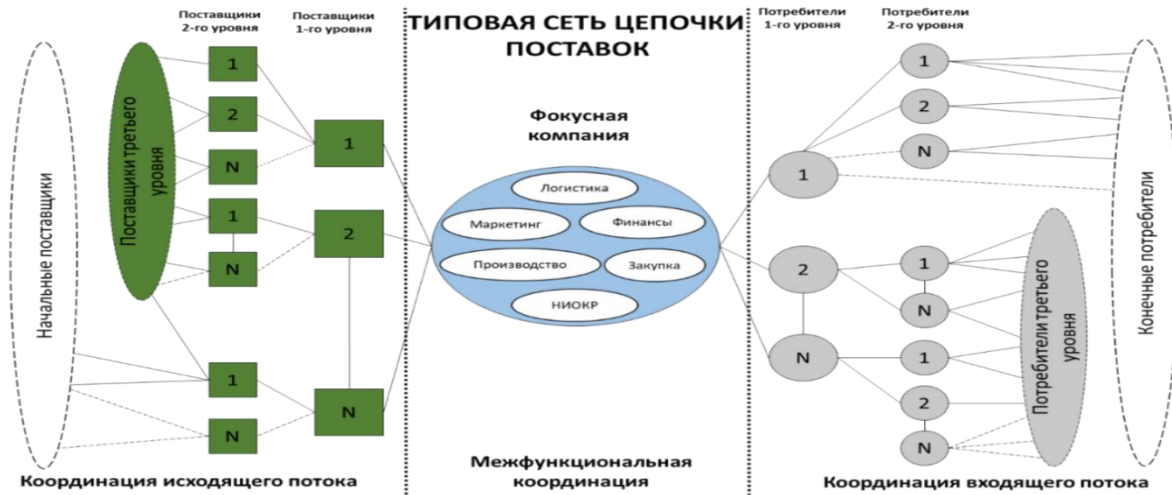 Поставщики
2-го уровня
Поставщики
1-го уровня
ТИПОВАЯ СЕТЬ ЦЕПОЧКИ
ПОСТАВОК
Потребители
1-го уровня
Потребители
2-го уровня
Начальные поставщики
Поставщики третьего
уровня
1
2
N
1
N
1
N
1
2
N
Фокусная
компания
Логистика
Маркетинг
Финансы
Производство
Закупка
НИОКР
1
2
N
1
2
N
1
N
1
2
N
Потребители третьего
уровня
Конечные потребители
Координация исходящего потока
Межфункциональная
координация
Координация входящего потока